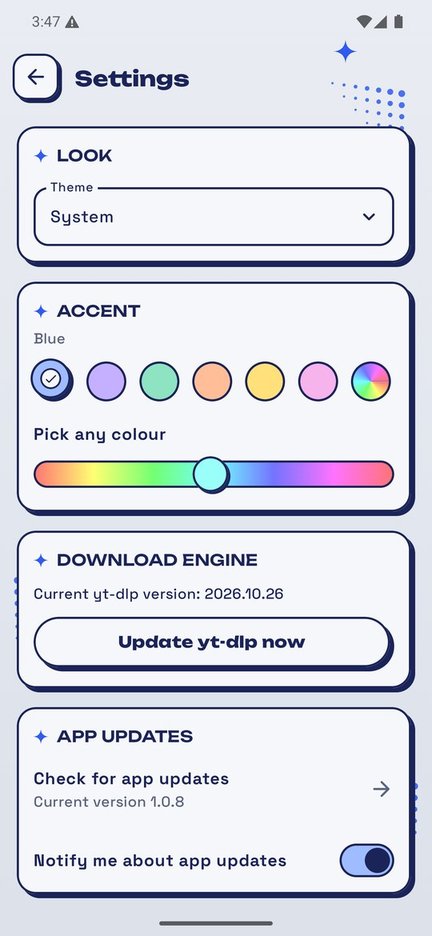 3:47
Settings
LOOK
Theme
System
ACCENT
Blue
Pick any colour
DOWNLOAD ENGINE
Current yt-dlp version: 2026.10.26
Update yt-dlp now
APP UPDATES
Check for app updates
Current version 1.0.8
Notify me about app updates